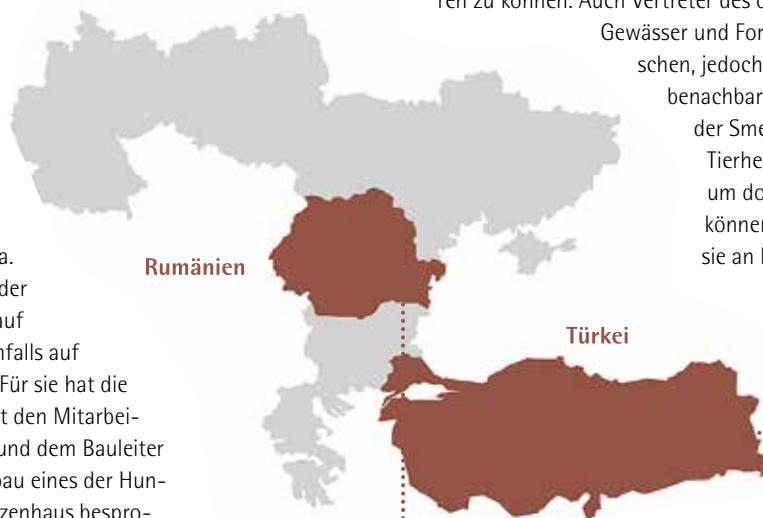 ren zu können. Auch Vertreter des
Gewässer und For
schen, jedoch
benachbar
der Sme
Tierhe
um do
können
sie an
a.
der
auf
nfalls auf
Für sie hat die
t den Mitarbei-
und dem Bauleiter
bau eines der Hun-
zenhaus bespro-
Rumänien
Türkei